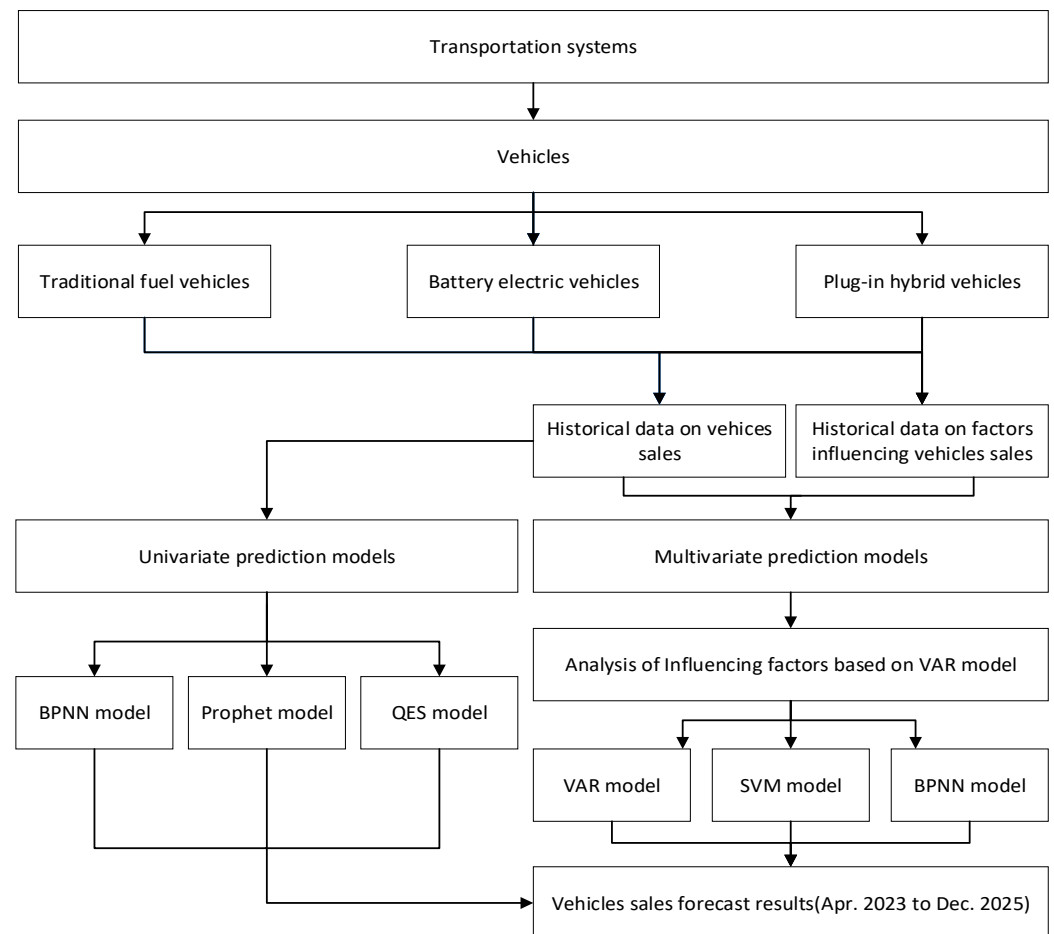 Transportation systems
Vehicles
Traditional fuel vehicles
Battery electric vehicles
Plug-in hybrid vehicles
Historical data on vehices
sales
Historical data on factors
influencing vehicles sales
Univariate prediction models
Multivariate prediction models
Analysis of Influencing factors based on VAR model
BPNN model
Prophet model
QES model
VAR model
SVM model
BPNN model
Vehicles sales forecast results(Apr. 2023 to Dec. 2025)